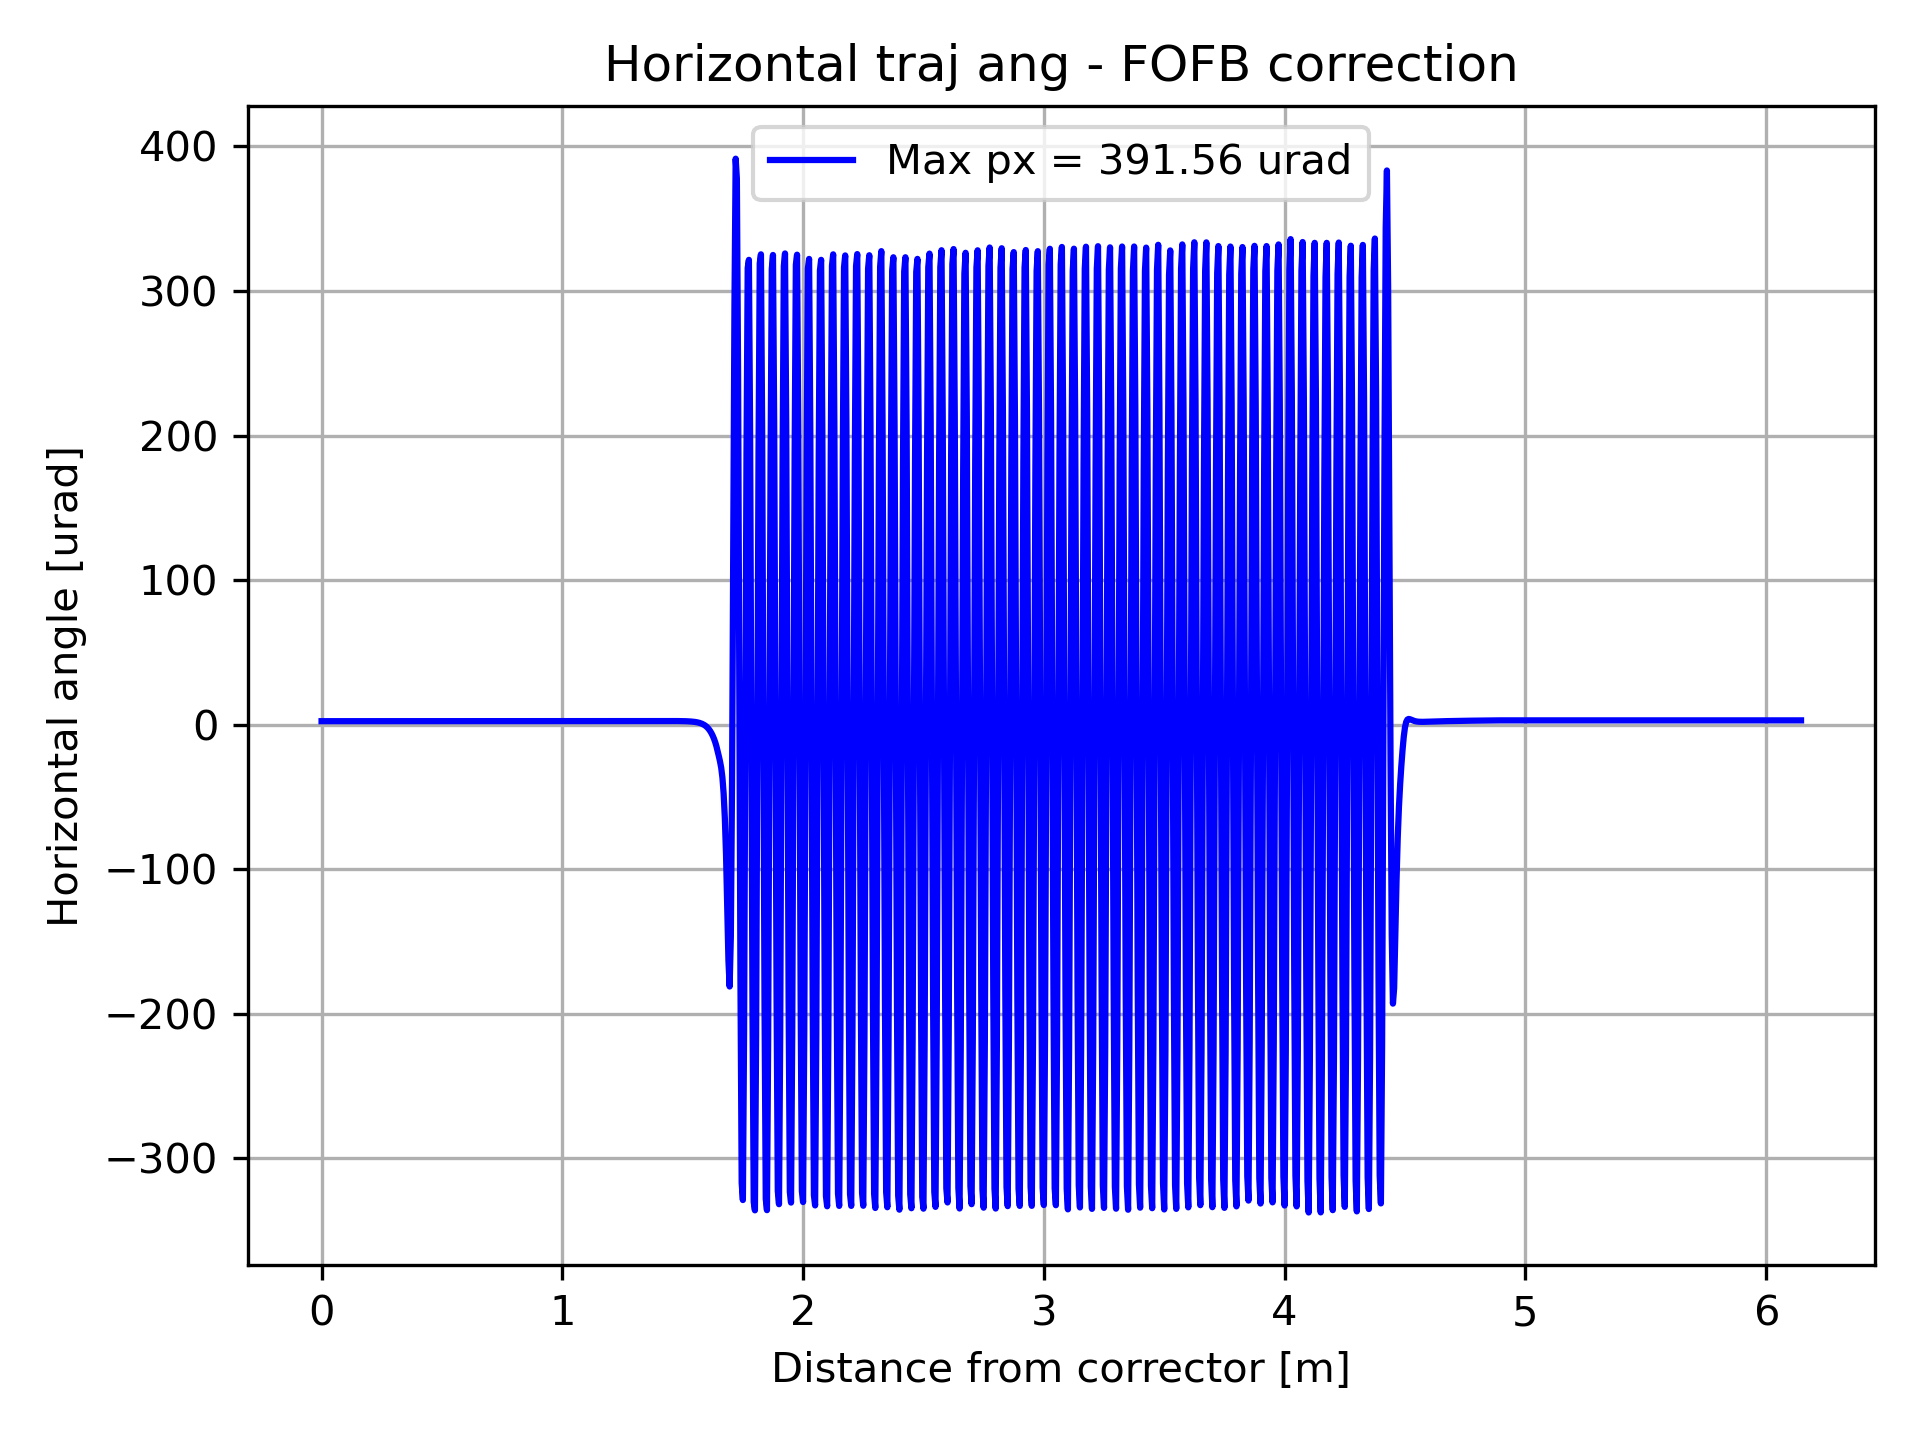 Horizontal traj ang - FOFB correction
Max px = 391.56 urad
Horizontal angle [urad]
400
300
200
100
0
−100
−200
−300
0 1 2 3 4 5 6
Distance from corrector [m]